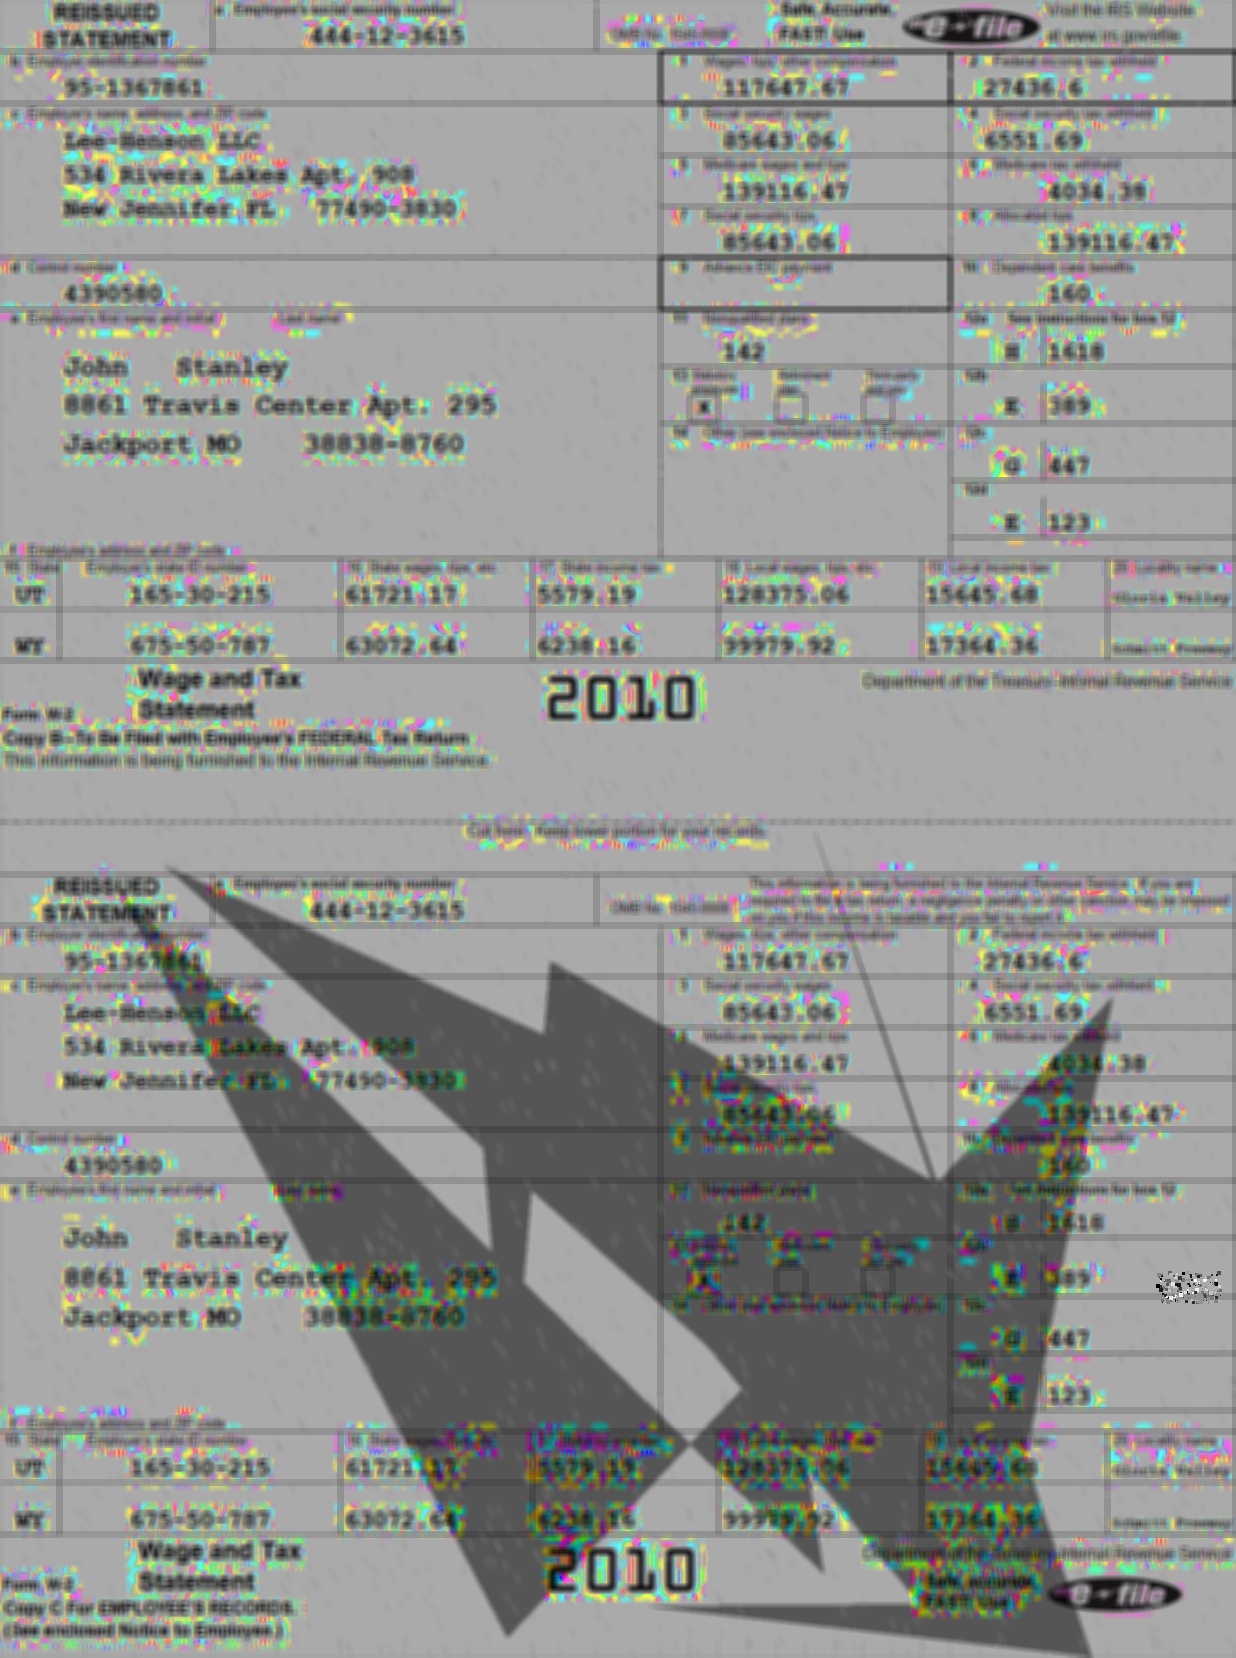 REISSUED STATEMENT
a Employee's social security number
444-12-3615
OMB No. 1545-0008
Safe, Accurate, FAST! Use
e-file
Visit the IRS Website at www.irs.gov/efile
b Employer identification number
95-1367861
1 Wages, tips, other compensation
117647.67
2 Federal income tax withheld
27436.6
c Employer's name, address, and ZIP code
Lee-Henson LLC
534 Rivera Lakes Apt. 908
New Jennifer FL 77490-3830
3 Social security wages
85643.06
4 Social security tax withheld
6551.69
5 Medicare wages and tips
139116.47
6 Medicare tax withheld
4034.38
7 Social security tips
85643.06
8 Allocated tips
139116.47
d Control number
4390580
9 Advance EIC payment
10 Dependent care benefits
160
e Employee's first name and initial Last name
John Stanley
8861 Travis Center Apt. 295
Jackport MO 38838-8760
11 Nonqualified plans
142
12a See instructions for box 12
H 1618
13 Statutory employee Retirement plan Third-party sick pay
X
12b
E 389
14 Other (see enclosed Notice to Employee)
12c
G 447
12d
E 123
f Employee's address and ZIP code
15 State Employer's state ID number 16 State wages, tips, etc. 17 State income tax 18 Local wages, tips, etc. 19 Local income tax 20 Locality name
UT 165-30-215 61721.17 5579.19 128375.06 15645.68 Valley
WY 675-50-787 63072.64 6238.16 99979.92 17364.36
Form W-2 Wage and Tax Statement
2010
Department of the Treasury-Internal Revenue Service
Copy B-To Be Filed with Employee's FEDERAL Tax Return
This information is being furnished to the Internal Revenue Service.
Cut here. Keep lower portion for your records.
REISSUED STATEMENT
a Employee's social security number
444-12-3615
OMB No. 1545-0008
This information is being furnished to the Internal Revenue Service. If you are
required to file a tax return, a negligence penalty or other sanction may be imposed
on you if this income is taxable and you fail to report it.
b Employer identification number
95-1367861
1 Wages, tips, other compensation
117647.67
2 Federal income tax withheld
27436.6
c Employer's name, address, and ZIP code
Lee-Henson LLC
534 Rivera Lakes Apt. 908
New Jennifer FL 77490-3830
3 Social security wages
85643.06
4 Social security tax withheld
6551.69
5 Medicare wages and tips
139116.47
6 Medicare tax withheld
4034.38
7 Social security tips
85643.06
8 Allocated
139116.47
d Control number
4390580
9 Advance EIC payment
10 Dependent care benefits
160
e Employee's first name and initial Last name
John Stanley
8861 Travis Center Apt. 295
Jackport MO 38838-8760
11 Nonqualified plans
142
12a See instructions for box 12
H 1618
X
12b
E 389
14 Other (see enclosed Notice to Employee)
12c
G 447
12d
E 123
f Employee's address and ZIP code
15 State Employer's state ID number 16 State wages 20 Locality name
UT 165-30-215 61721.17 5579.19 128375.06 15645.68 Valley
WY 675-50-787 63072.64 6238.16 99979.92 17364.36
Form W-2 Wage and Tax Statement
2010
Department of the Treasury-Internal Revenue Service
Copy C For EMPLOYEE'S RECORDS.
(See enclosed Notice to Employee.)
Safe, accurate, FAST! Use
e-file